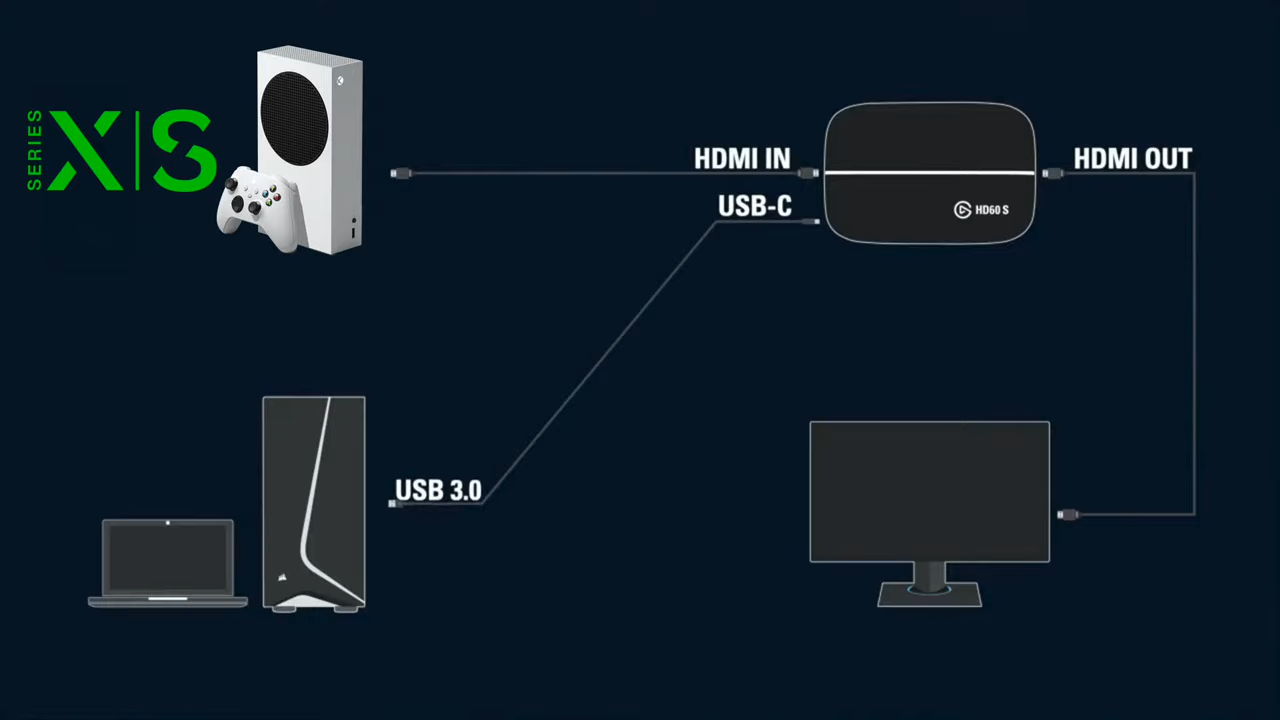 SERIES
X|S
HDMI IN
HDMI OUT
USB-C
HD60 S
USB 3.0